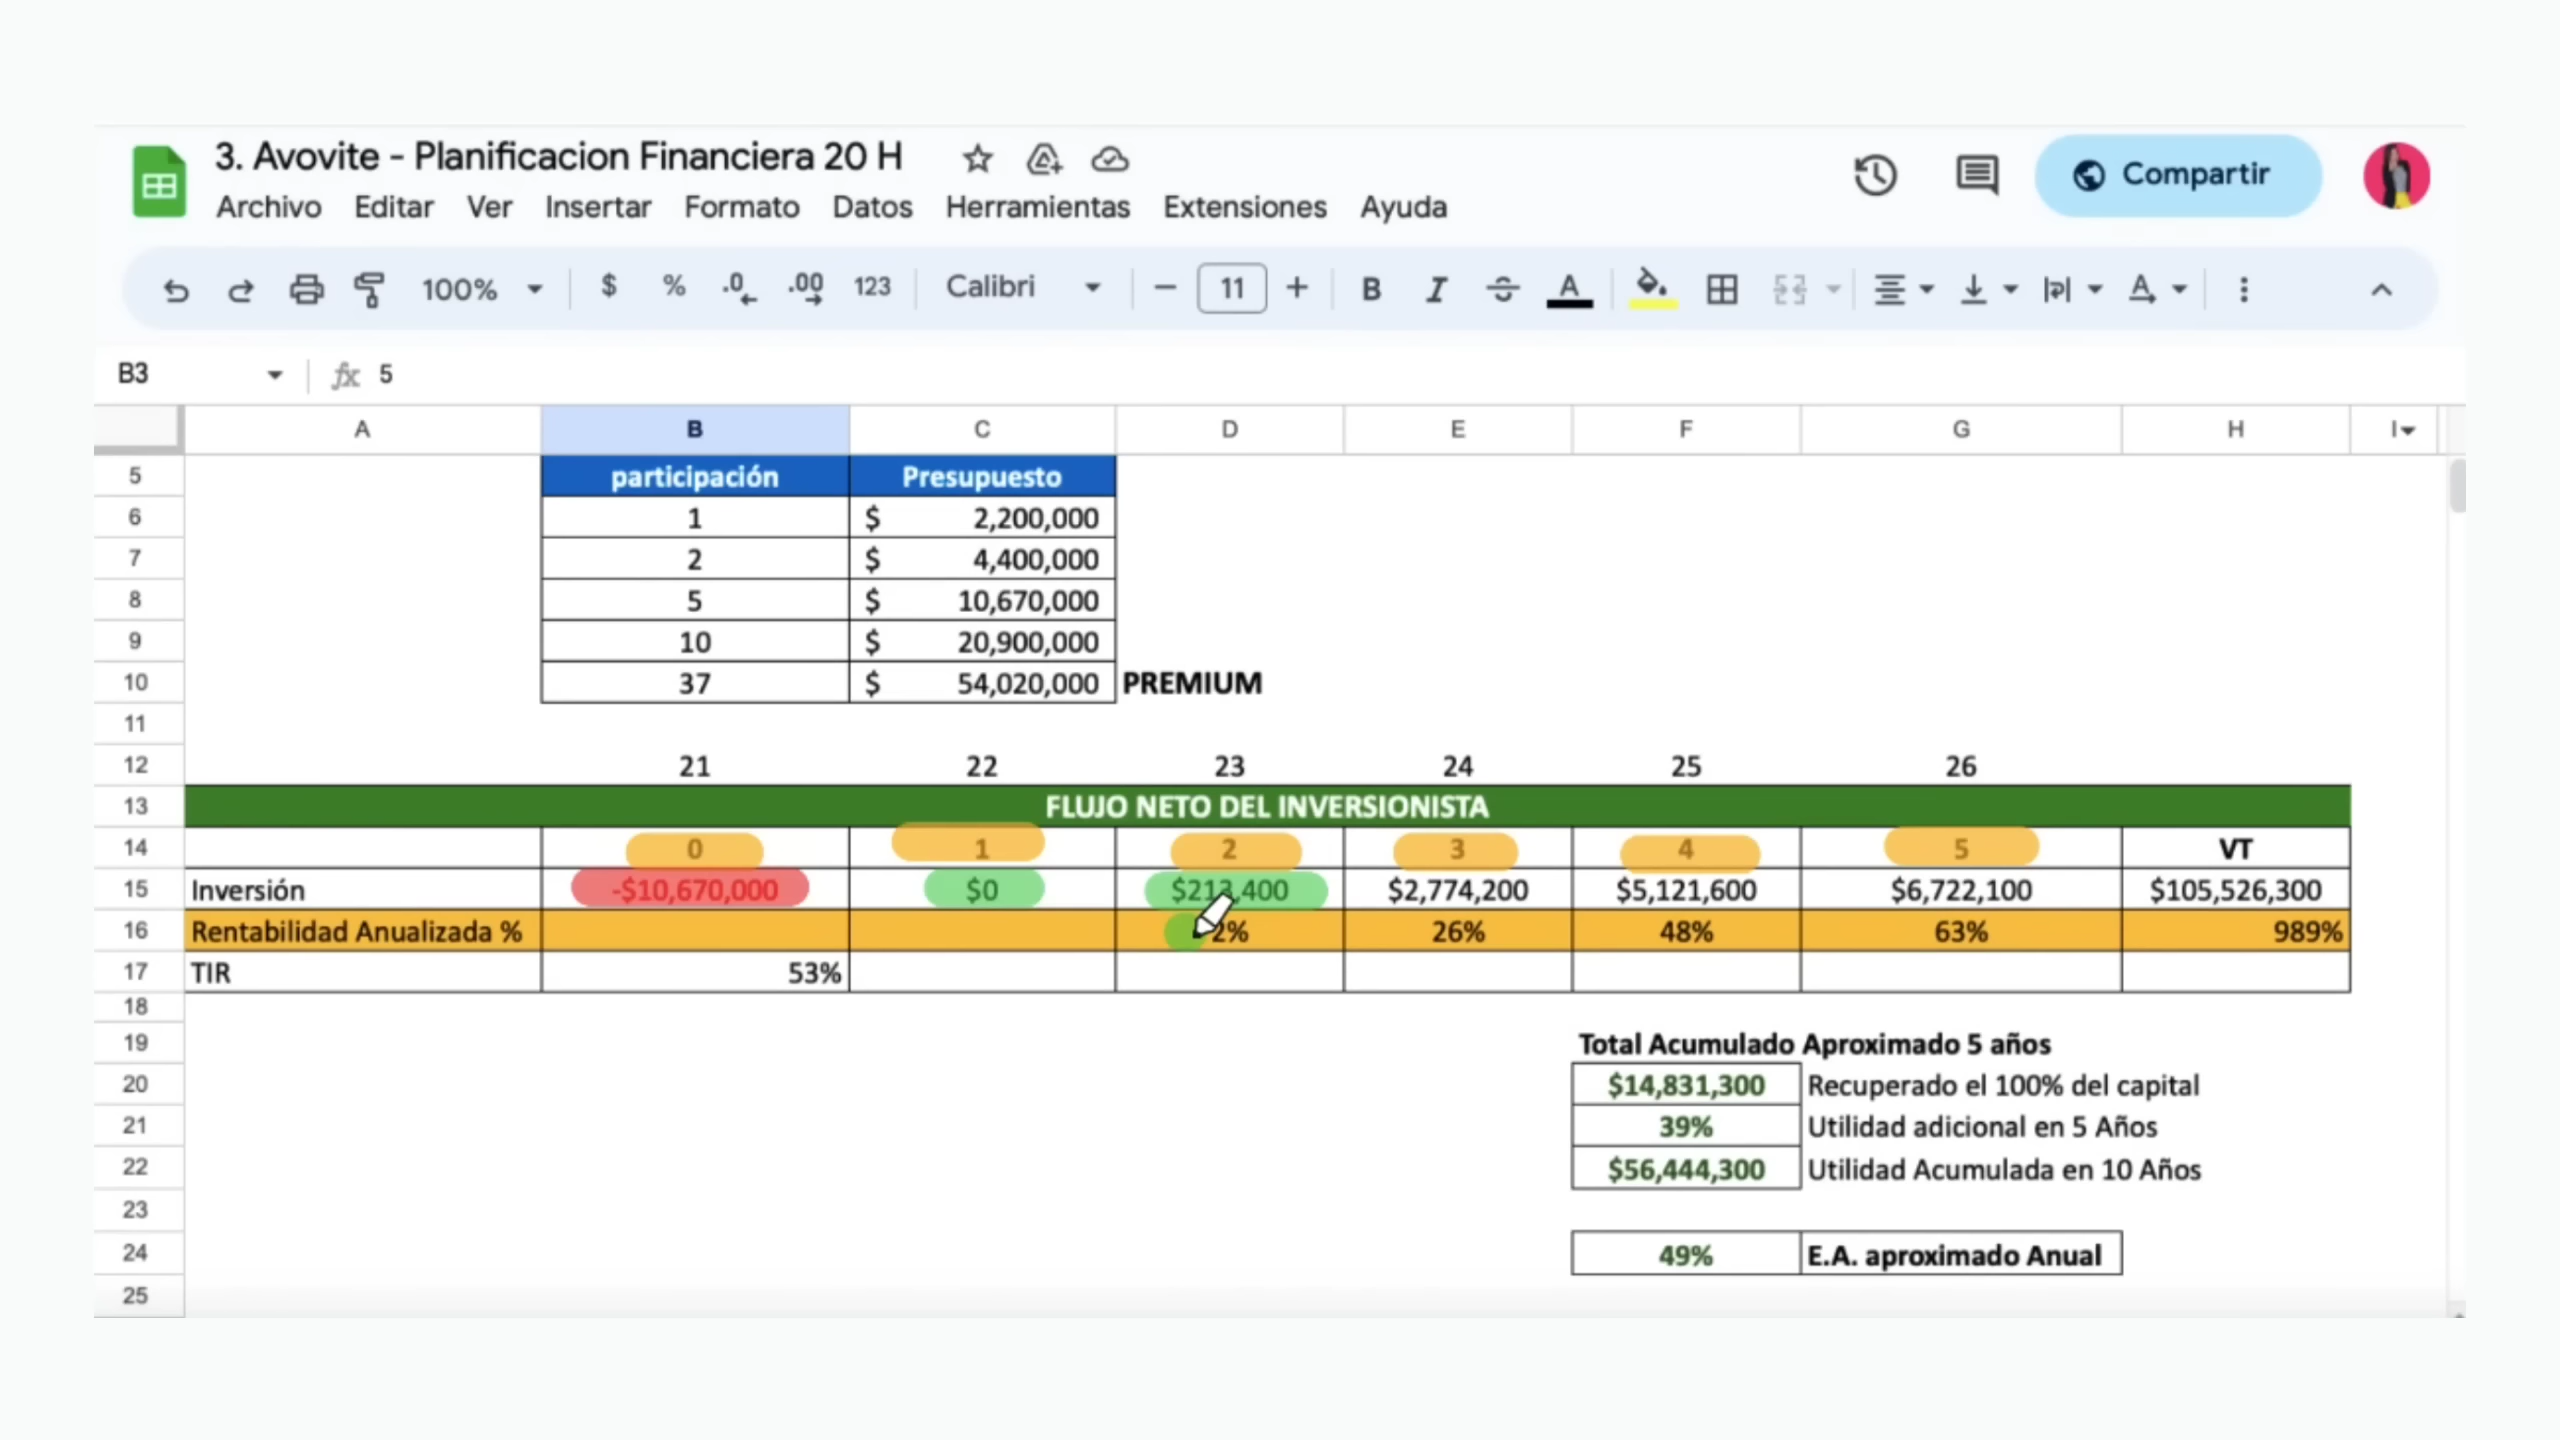 3. Avovite - Planificacion Financiera 20 H
Archivo Editar Ver Insertar Formato Datos Herramientas Extensiones Ayuda
Compartir
100% $ % .0 .00 123 Calibri 11 B I A
B3 fx 5
A B C D E F G H I
5 participación Presupuesto
6 1 $ 2,200,000
7 2 $ 4,400,000
8 5 $ 10,670,000
9 10 $ 20,900,000
10 37 $ 54,020,000 PREMIUM
11
12 21 22 23 24 25 26
13 FLUJO NETO DEL INVERSIONISTA
14 0 1 2 3 4 5 VT
15 Inversión -$10,670,000 $0 $213,400 $2,774,200 $5,121,600 $6,722,100 $105,526,300
16 Rentabilidad Anualizada % 2% 26% 48% 63% 989%
17 TIR 53%
18
19 Total Acumulado Aproximado 5 años
20 $14,831,300 Recuperado el 100% del capital
21 39% Utilidad adicional en 5 Años
22 $56,444,300 Utilidad Acumulada en 10 Años
23
24 49% E.A. aproximado Anual
25